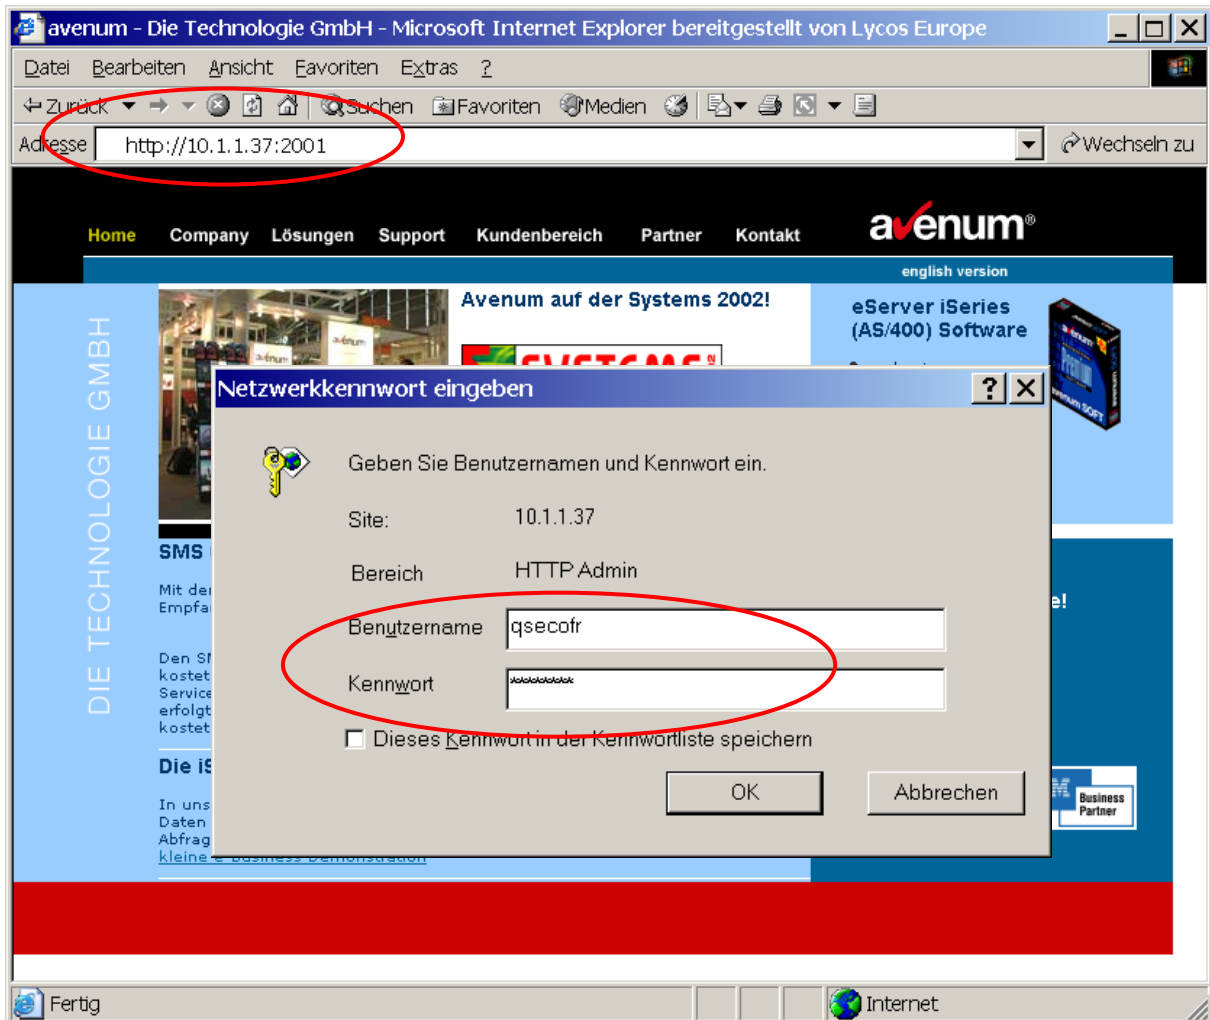 avenum - Die Technologie GmbH - Microsoft Internet Explorer bereitgestellt von Lycos Europe
Datei Bearbeiten Ansicht Favoriten Extras ?
Zurück Suchen Favoriten Medien
Adresse http://10.1.1.37:2001 Wechseln zu
avenum®
Home Company Lösungen Support Kundenbereich Partner Kontakt
english version
DIE TECHNOLOGIE GMBH
Avenum auf der Systems 2002!
eServer iSeries
(AS/400) Software
SYSTEMS
Netzwerkkennwort eingeben
Geben Sie Benutzernamen und Kennwort ein.
Site: 10.1.1.37
Bereich HTTP Admin
Benutzername qsecofr
Kennwort *********
Dieses Kennwort in der Kennwortliste speichern
OK Abbrechen
SMS
Mit
Den
kostet
Service
erfolgt
kostet
Die
In uns
Daten
Abfrag
kleine e-business Demonstration
e!
Business
Partner
Fertig Internet